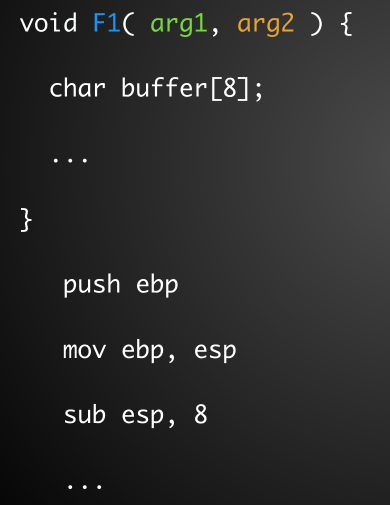 void F1( arg1, arg2 ) {
char buffer[8];
...
}
push ebp
mov ebp, esp
sub esp, 8
...